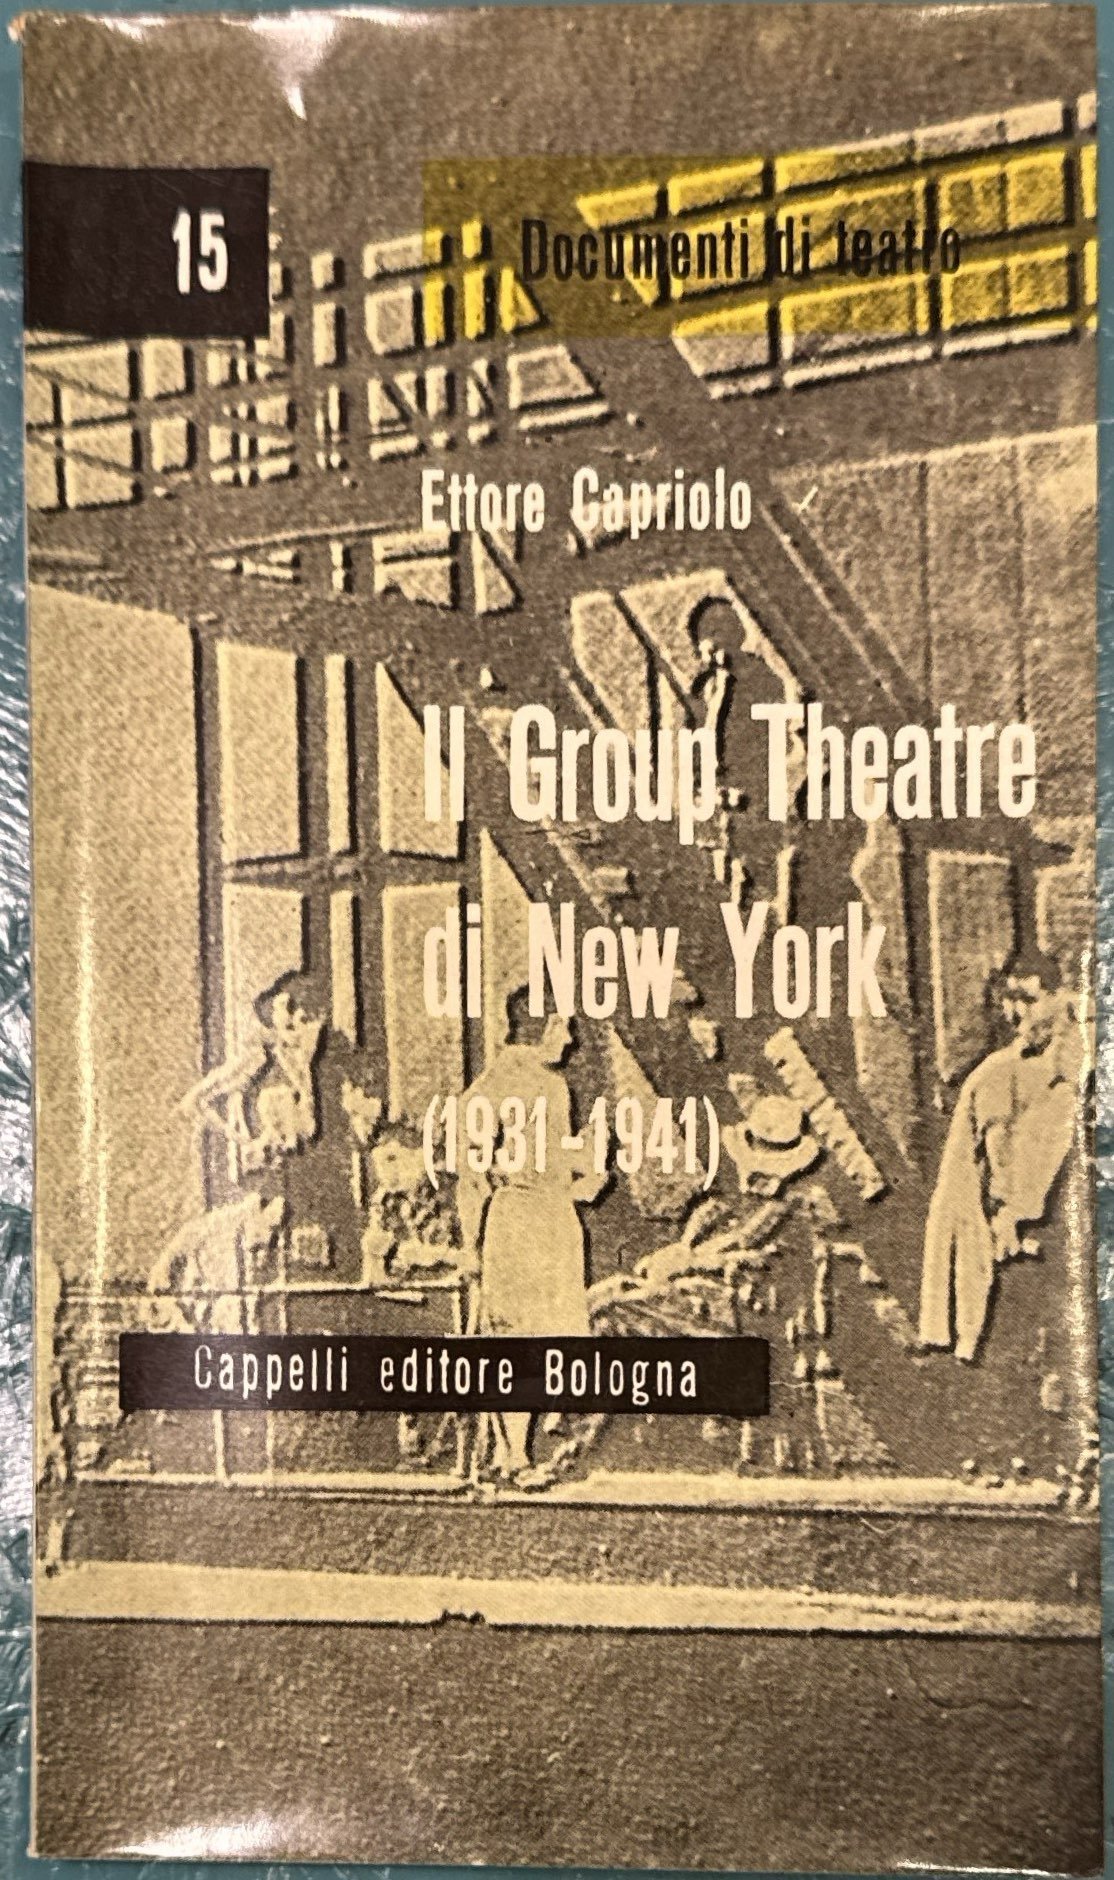 15
Documenti di teatro
Ettore Capriolo
Il Group Theatre
di New York
(1931-1941)
Cappelli editore Bologna